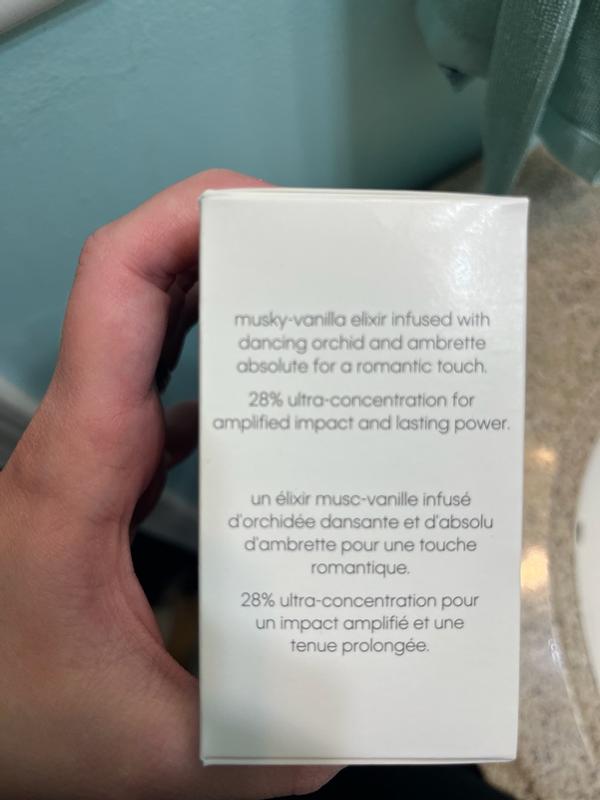 musky-vanilla elixir infused with
dancing orchid and ambrette
absolute for a romantic touch.
28% ultra-concentration for
amplified impact and lasting power.
un élixir musc-vanille infusé
d'orchidée dansante et d'absolu
d'ambrette pour une touche
romantique.
28% ultra-concentration pour
un impact amplifié et une
tenue prolongée.